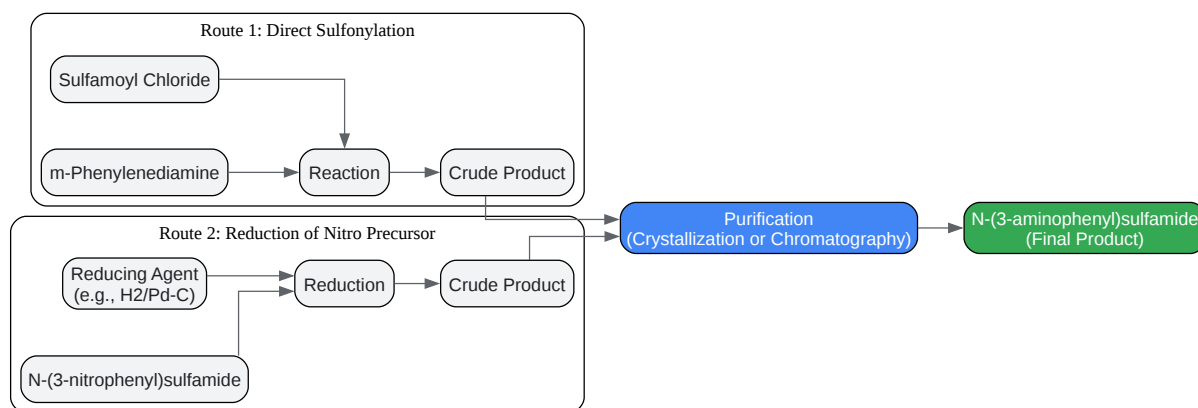 Route 1: Direct Sulfonylation
Sulfamoyl Chloride
m-Phenylenediamine
Reaction
Crude Product
Route 2: Reduction of Nitro Precursor
Reducing Agent
(e.g., H2/Pd-C)
Reduction
Crude Product
N-(3-nitrophenyl)sulfamide
Purification
(Crystallization or Chromatography)
N-(3-aminophenyl)sulfamide
(Final Product)